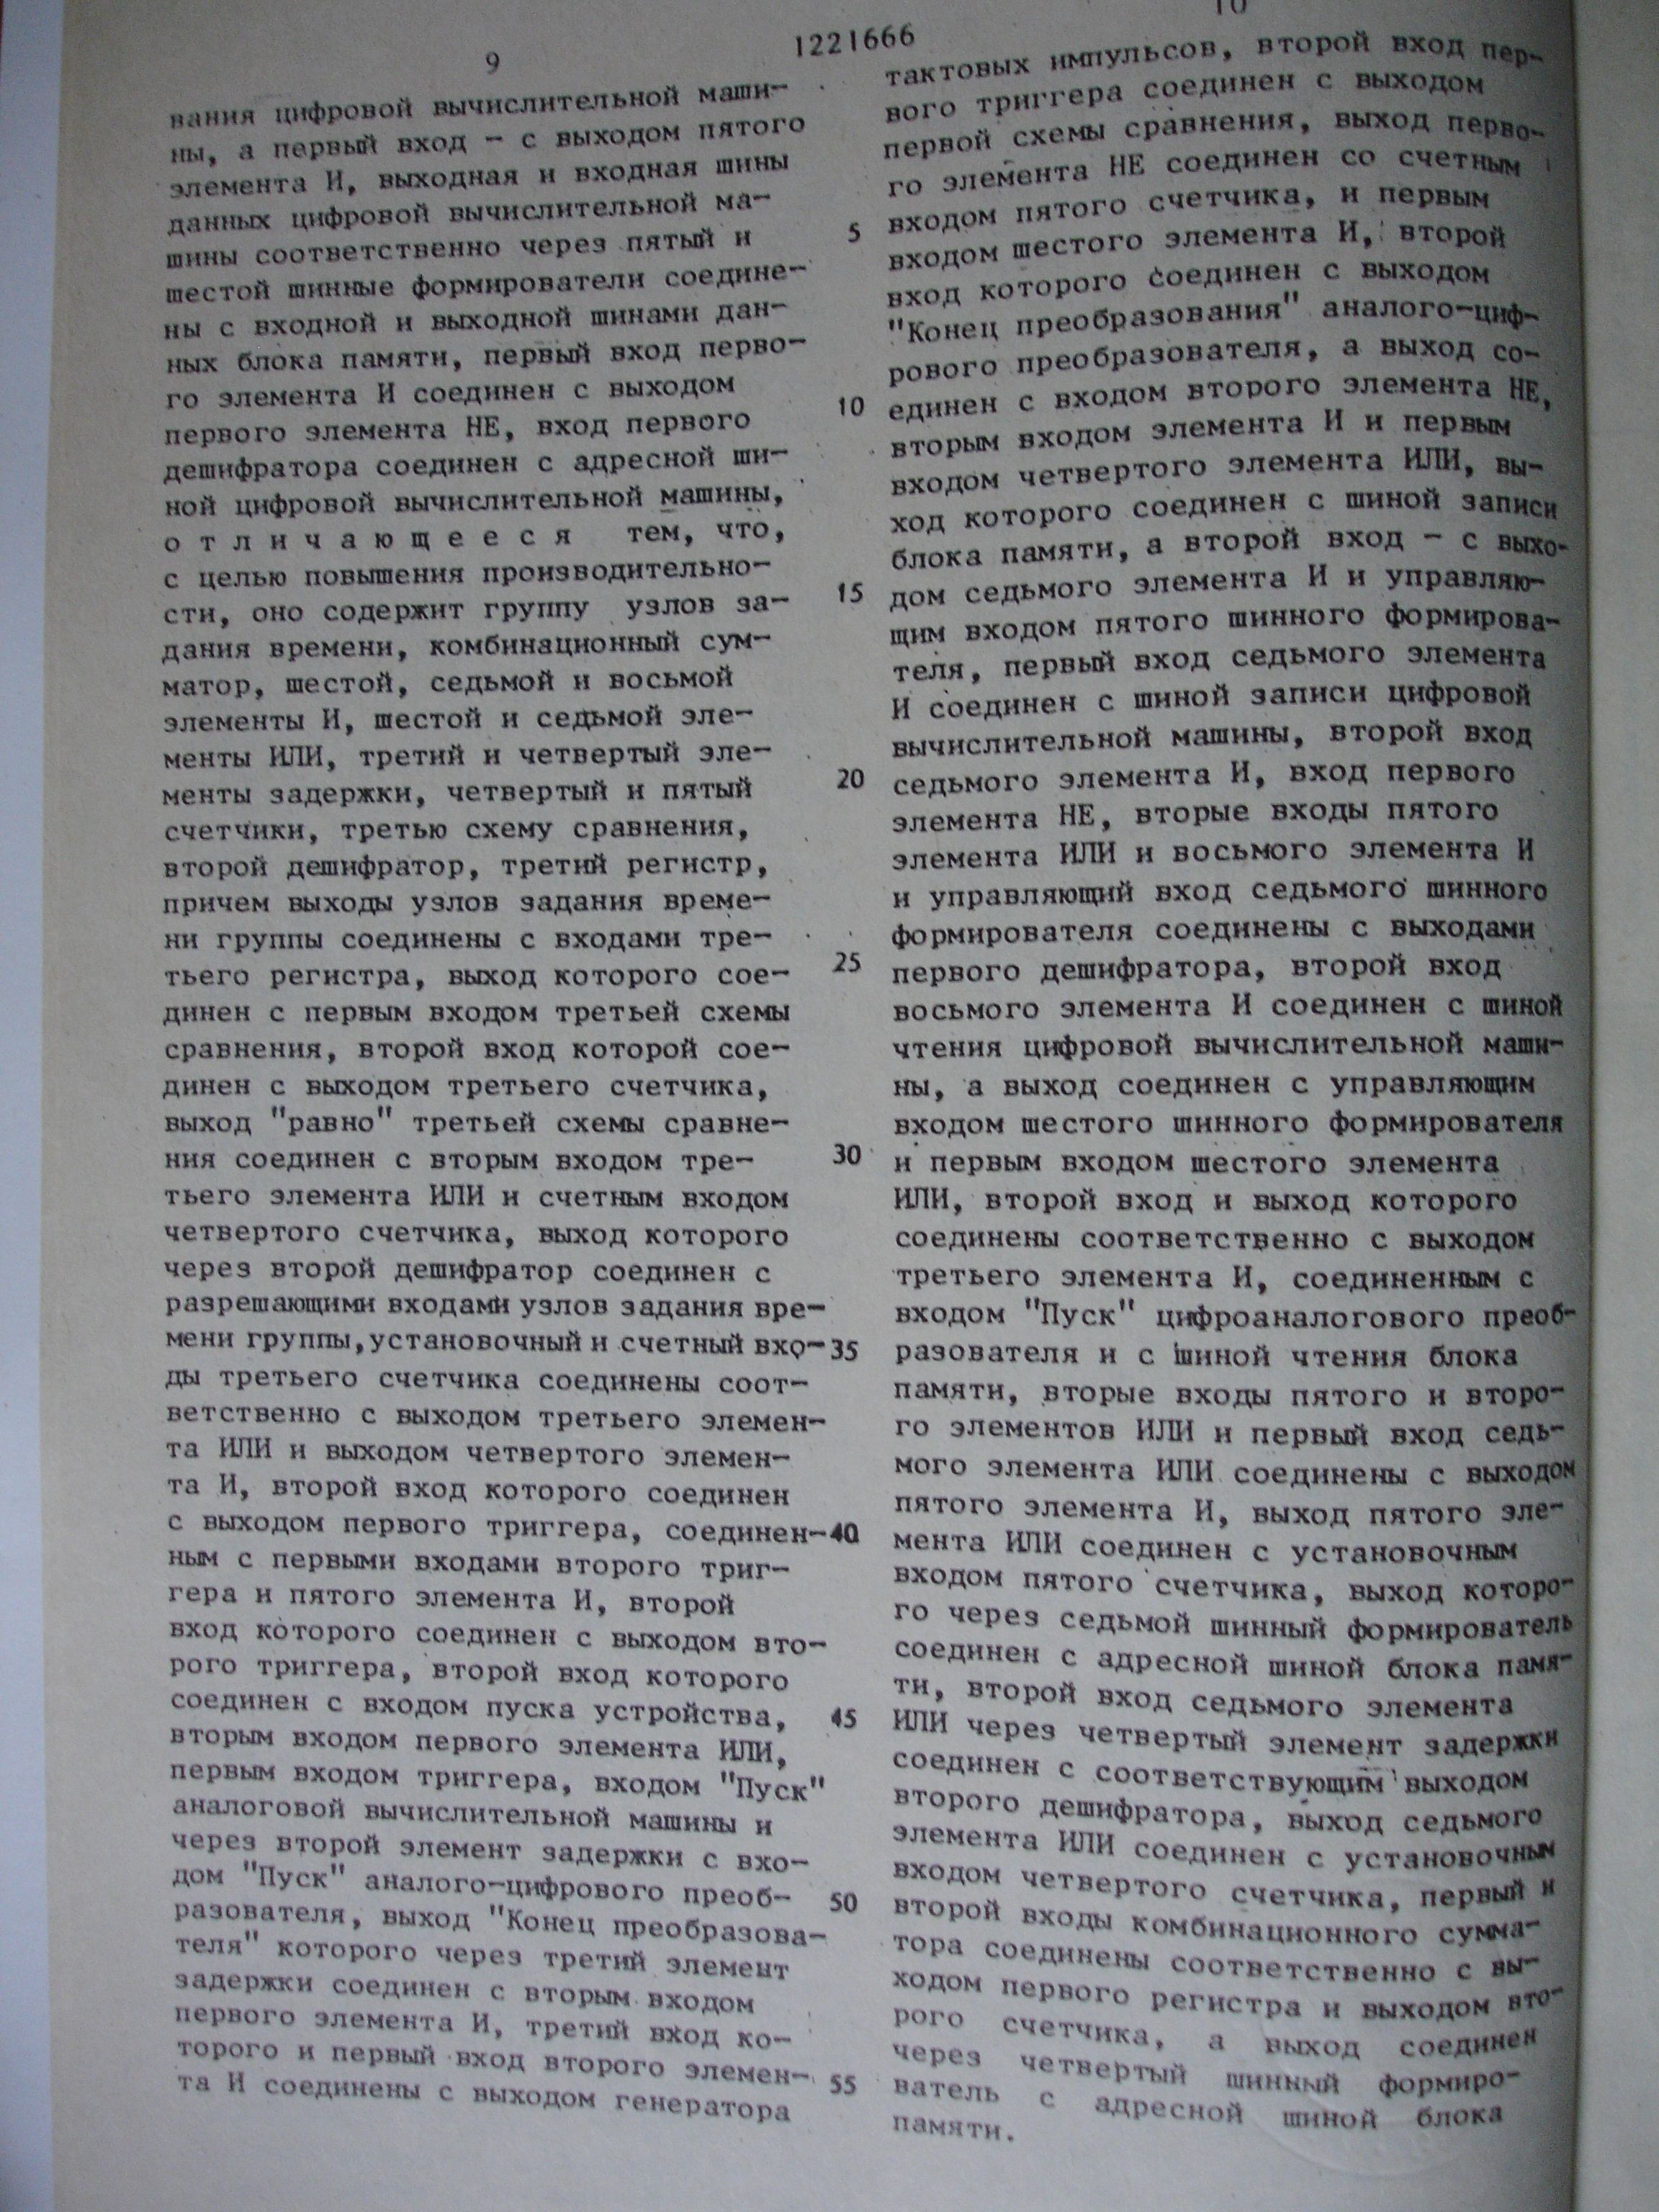 9
1221666
10
вания цифровой вычислительной маши-
ны, а первый вход - с выходом пятого
элемента И, выходная и входная шины
данных цифровой вычислительной ма-
шины соответственно через пятый и
шестой шинные формирователи соедине-
ны с входной и выходной шинами дан-
ных блока памяти, первый вход перво-
го элемента И соединен с выходом
первого элемента НЕ, вход первого
дешифратора соединен с адресной ши-
ной цифровой вычислительной машины,
о т л и ч а ю щ е е с я тем, что,
с целью повышения производительно-
сти, оно содержит группу узлов за-
дания времени, комбинационный сум-
матор, шестой, седьмой и восьмой
элементы И, шестой и седьмой эле-
менты ИЛИ, третий и четвертый эле-
менты задержки, четвертый и пятый
счетчики, третью схему сравнения,
второй дешифратор, третий регистр,
причем выходы узлов задания време-
ни группы соединены с входами тре-
тьего регистра, выход которого сое-
динен с первым входом третьей схемы
сравнения, второй вход которой сое-
динен с выходом третьего счетчика,
выход "равно" третьей схемы сравне-
ния соединен с вторым входом тре-
тьего элемента ИЛИ и счетным входом
четвертого счетчика, выход которого
через второй дешифратор соединен с
разрешающими входами узлов задания вре-
мени группы, установочный и счетный вхо-
ды третьего счетчика соединены соот-
ветственно с выходом третьего элемен-
та ИЛИ и выходом четвертого элемен-
та И, второй вход которого соединен
с выходом первого триггера, соединен-
ным с первыми входами второго триг-
гера и пятого элемента И, второй
вход которого соединен с выходом вто-
рого триггера, второй вход которого
соединен с входом пуска устройства,
вторым входом первого элемента ИЛИ,
первым входом триггера, входом "Пуск"
аналоговой вычислительной машины и
через второй элемент задержки с вхо-
дом "Пуск" аналого-цифрового преоб-
разователя, выход "Конец преобразова-
теля" которого через третий элемент
задержки соединен с вторым входом
первого элемента И, третий вход ко-
торого и первый вход второго элемен-
та И соединены с выходом генератора
5
10
15
20
25
30
35
40
45
50
55
тактовых импульсов, второй вход пер-
вого триггера соединен с выходом
первой схемы сравнения, выход перво-
го элемента НЕ соединен со счетным
входом пятого счетчика, и первым
входом шестого элемента И, второй
вход которого соединен с выходом
"Конец преобразования" аналого-циф-
рового преобразователя, а выход со-
единен с входом второго элемента НЕ,
вторым входом элемента И и первым
входом четвертого элемента ИЛИ, вы-
ход которого соединен с шиной записи
блока памяти, а второй вход - с выхо-
дом седьмого элемента И и управляю-
щим входом пятого шинного формирова-
теля, первый вход седьмого элемента
И соединен с шиной записи цифровой
вычислительной машины, второй вход
седьмого элемента И, вход первого
элемента НЕ, вторые входы пятого
элемента ИЛИ и восьмого элемента И
и управляющий вход седьмого шинного
формирователя соединены с выходами
первого дешифратора, второй вход
восьмого элемента И соединен с шиной
чтения цифровой вычислительной маши-
ны, а выход соединен с управляющим
входом шестого шинного формирователя
и первым входом шестого элемента
ИЛИ, второй вход и выход которого
соединены соответственно с выходом
третьего элемента И, соединенным с
входом "Пуск" цифроаналогового преоб-
разователя и с шиной чтения блока
памяти, вторые входы пятого и второ-
го элементов ИЛИ и первый вход седь-
мого элемента ИЛИ соединены с выходом
пятого элемента И, выход пятого эле-
мента ИЛИ соединен с установочным
входом пятого счетчика, выход которо-
го через седьмой шинный формирователь
соединен с адресной шиной блока памя-
ти, второй вход седьмого элемента
ИЛИ через четвертый элемент задержки
соединен с соответствующим выходом
второго дешифратора, выход седьмого
элемента ИЛИ соединен с установочным
входом четвертого счетчика, первый и
второй входы комбинационного сумма-
тора соединены соответственно с вы-
ходом первого регистра и выходом вто-
рого счетчика, а выход соединен
через четвертый шинный формиро-
ватель с адресной шиной блока
памяти.